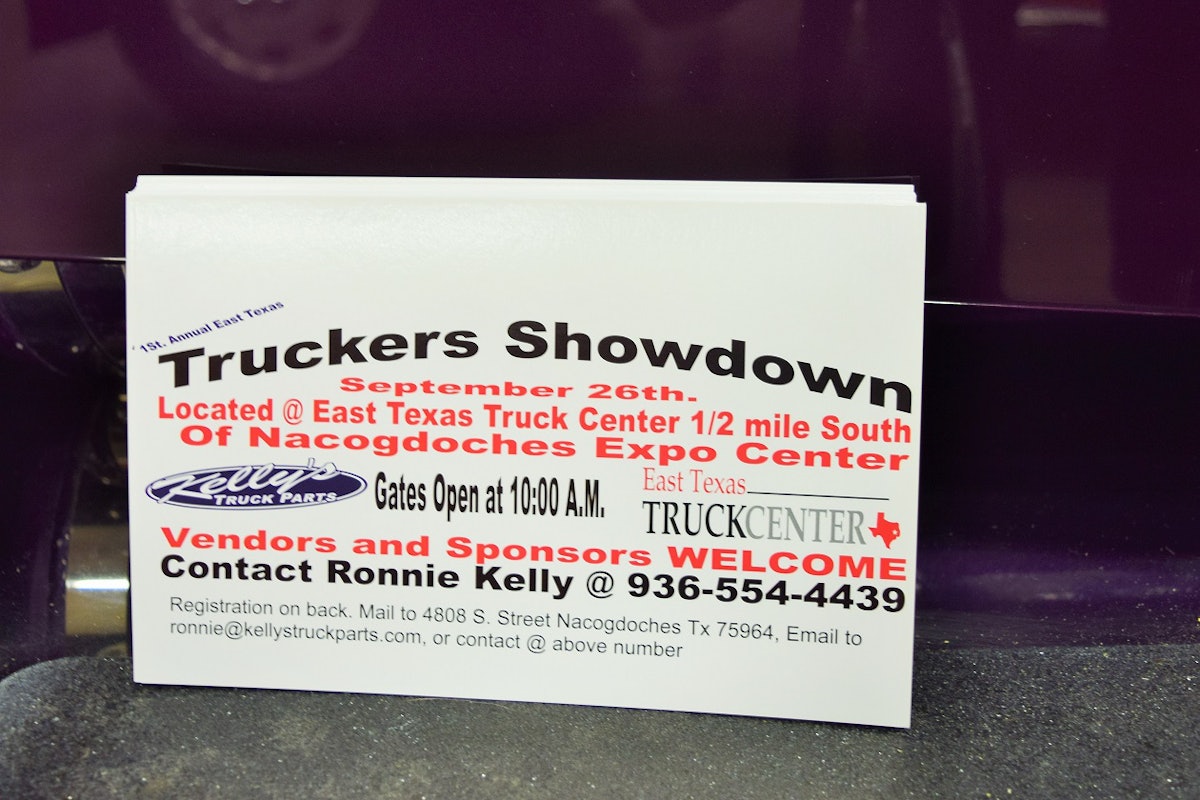 1St. Annual East Texas
Truckers Showdown
September 26th.
Located @ East Texas Truck Center 1/2 mile South
Of Nacogdoches Expo Center
Kelly's
TRUCK PARTS
Gates Open at 10:00 A.M.
East Texas
TRUCKCENTER
Vendors and Sponsors WELCOME
Contact Ronnie Kelly @ 936-554-4439
Registration on back. Mail to 4808 S. Street Nacogdoches Tx 75964, Email to
ronnie@kellystruckparts.com, or contact @ above number